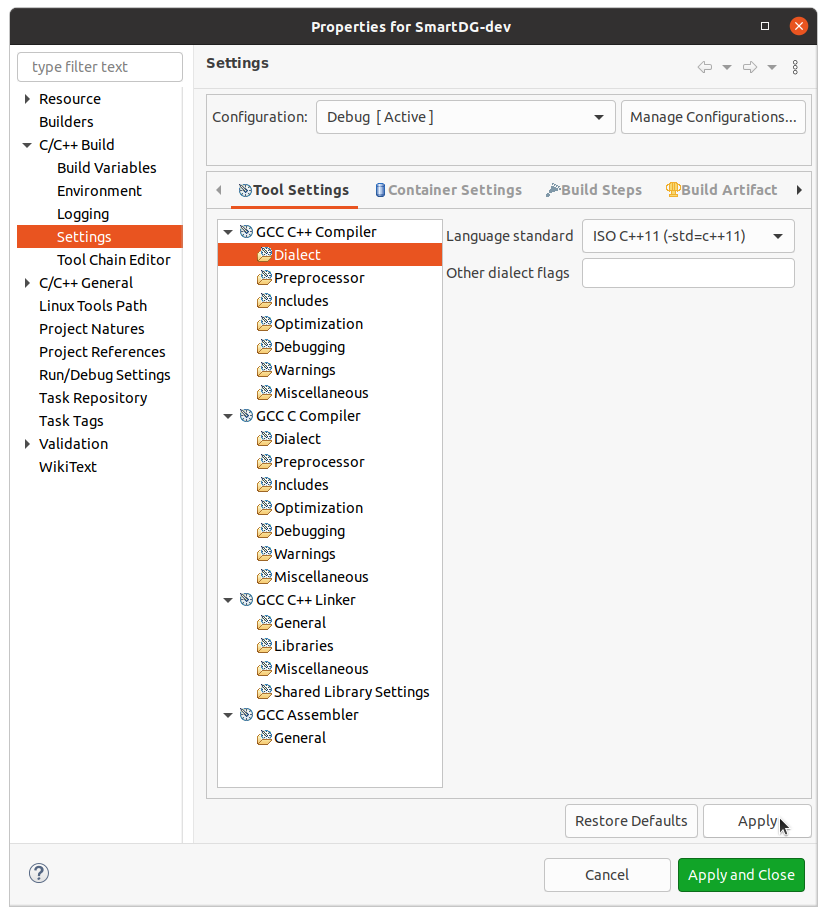 Properties for SmartDG-dev
type filter text
Resource
Builders
C/C++ Build
Build Variables
Environment
Logging
Settings
Tool Chain Editor
C/C++ General
Linux Tools Path
Project Natures
Project References
Run/Debug Settings
Task Repository
Task Tags
Validation
WikiText
Settings
Configuration: Debug [ Active ] Manage Configurations...
Tool Settings Container Settings Build Steps Build Artifact
GCC C++ Compiler
Dialect
Preprocessor
Includes
Optimization
Debugging
Warnings
Miscellaneous
GCC C Compiler
Dialect
Preprocessor
Includes
Optimization
Debugging
Warnings
Miscellaneous
GCC C++ Linker
General
Libraries
Miscellaneous
Shared Library Settings
GCC Assembler
General
Language standard ISO C++11 (-std=c++11)
Other dialect flags
Restore Defaults Apply
? Cancel Apply and Close